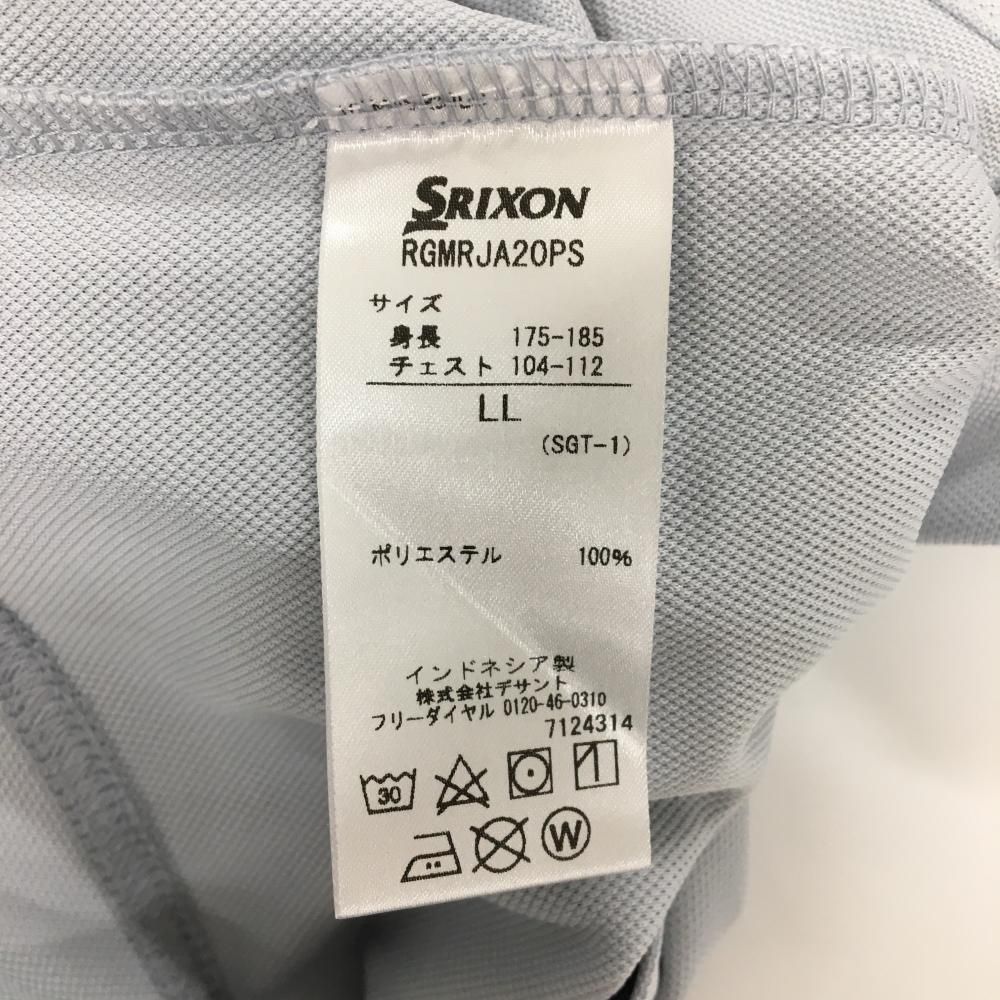 SRIXON
RGMRJA20PS
サイズ
身長 175-185
チェスト 104-112
LL
(SGT-1)
ポリエステル 100%
インドネシア製
株式会社デサント
フリーダイヤル 0120-46-0310
7124314
30
W